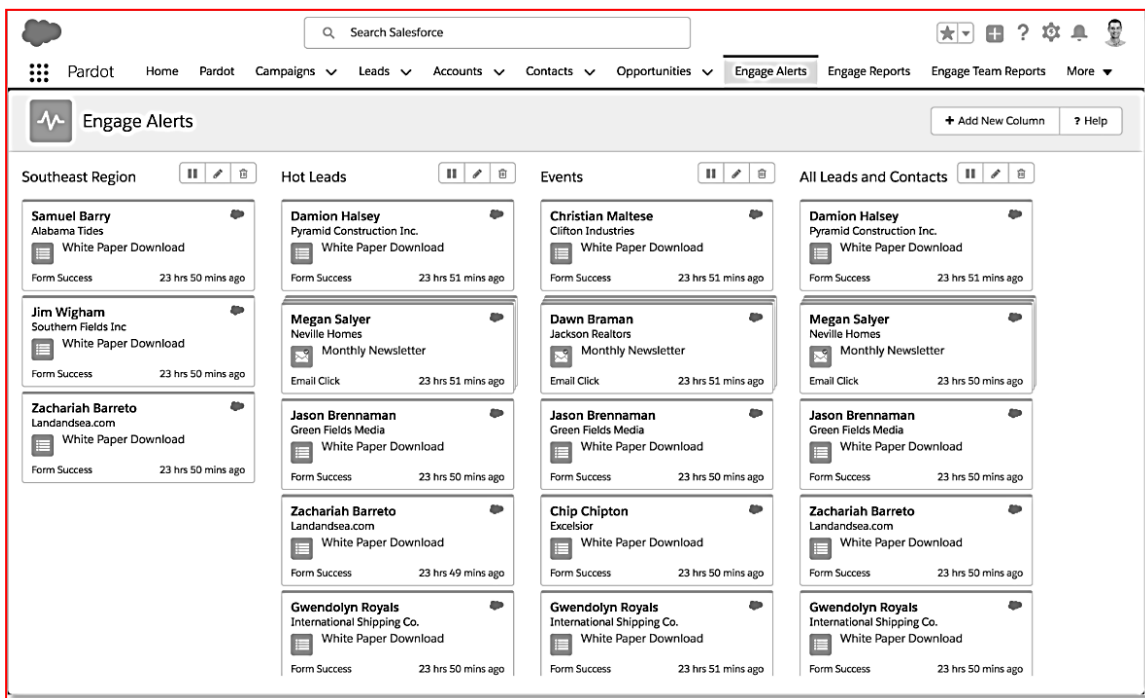 Search Salesforce
?
Pardot Home Pardot Campaigns Leads Accounts Contacts Opportunities Engage Alerts Engage Reports Engage Team Reports More
Engage Alerts
+ Add New Column ? Help
Southeast Region
Samuel Barry
Alabama Tides
White Paper Download
Form Success 23 hrs 50 mins ago
Jim Wigham
Southern Fields Inc
White Paper Download
Form Success 23 hrs 50 mins ago
Zachariah Barreto
Landandsea.com
White Paper Download
Form Success 23 hrs 50 mins ago
Hot Leads
Damion Halsey
Pyramid Construction Inc.
White Paper Download
Form Success 23 hrs 51 mins ago
Megan Salyer
Neville Homes
Monthly Newsletter
Email Click 23 hrs 51 mins ago
Jason Brennaman
Green Fields Media
White Paper Download
Form Success 23 hrs 50 mins ago
Zachariah Barreto
Landandsea.com
White Paper Download
Form Success 23 hrs 49 mins ago
Gwendolyn Royals
International Shipping Co.
White Paper Download
Form Success 23 hrs 50 mins ago
Events
Christian Maltese
Clifton Industries
White Paper Download
Form Success 23 hrs 51 mins ago
Dawn Braman
Jackson Realtors
Monthly Newsletter
Email Click 23 hrs 51 mins ago
Jason Brennaman
Green Fields Media
White Paper Download
Form Success 23 hrs 50 mins ago
Chip Chipton
Excelsior
White Paper Download
Form Success 23 hrs 50 mins ago
Gwendolyn Royals
International Shipping Co.
White Paper Download
Form Success 23 hrs 51 mins ago
All Leads and Contacts
Damion Halsey
Pyramid Construction Inc.
White Paper Download
Form Success 23 hrs 51 mins ago
Megan Salyer
Neville Homes
Monthly Newsletter
Email Click 23 hrs 50 mins ago
Jason Brennaman
Green Fields Media
White Paper Download
Form Success 23 hrs 50 mins ago
Zachariah Barreto
Landandsea.com
White Paper Download
Form Success 23 hrs 50 mins ago
Gwendolyn Royals
International Shipping Co.
White Paper Download
Form Success 23 hrs 50 mins ago